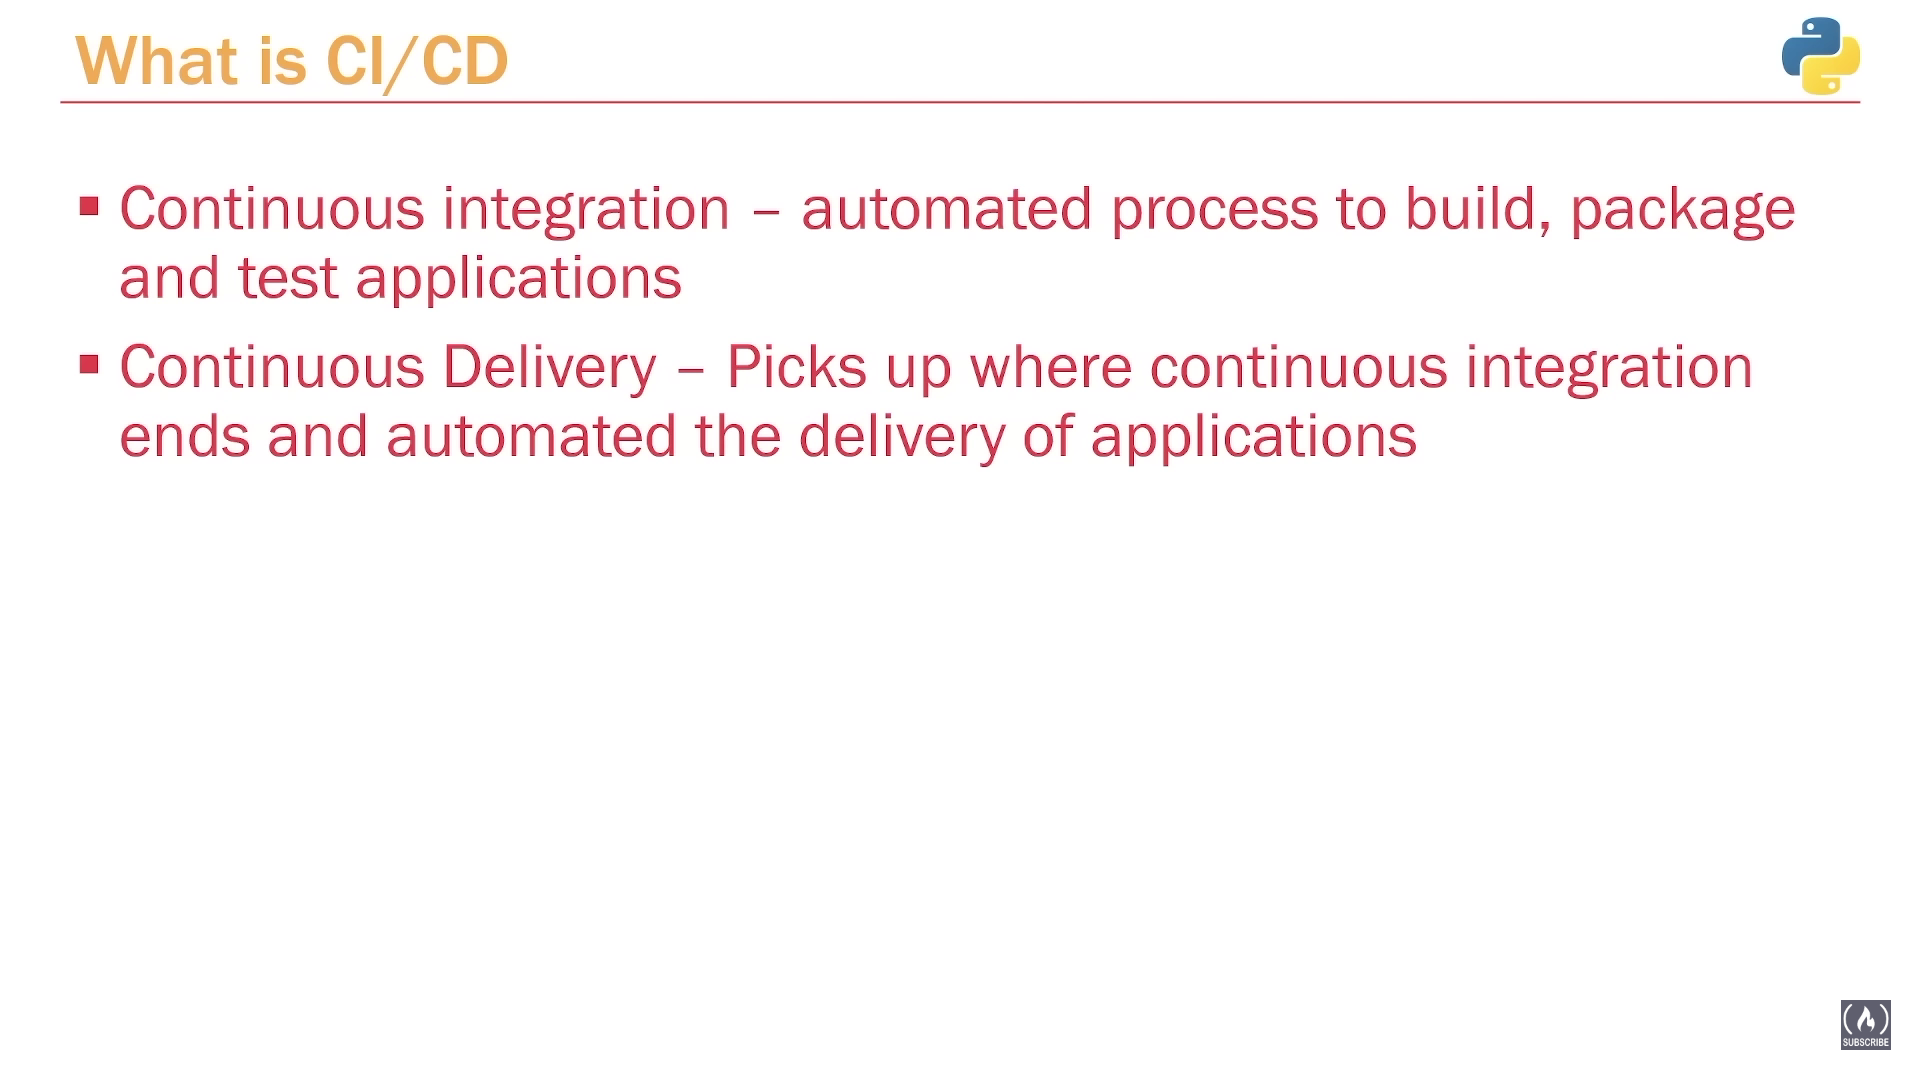 What is CI/CD
Continuous integration – automated process to build, package
and test applications
Continuous Delivery – Picks up where continuous integration
ends and automated the delivery of applications
SUBSCRIBE